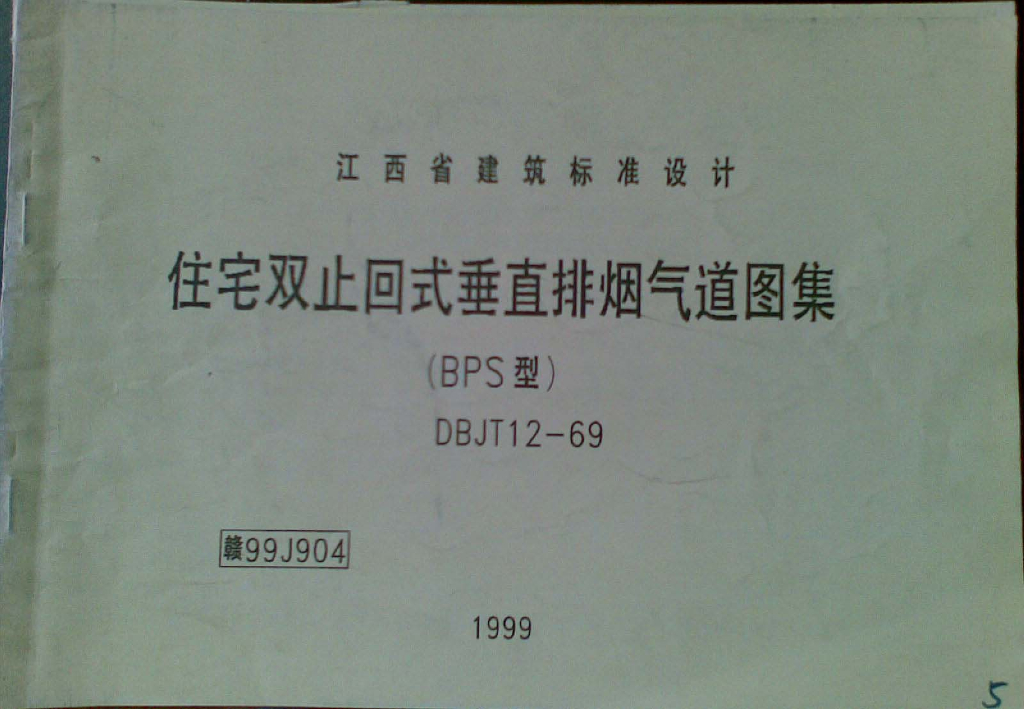 江西省建筑标准设计
住宅双止回式垂直排烟气道图集
(BPS型)
DBJT12-69
赣99J904
1999
5